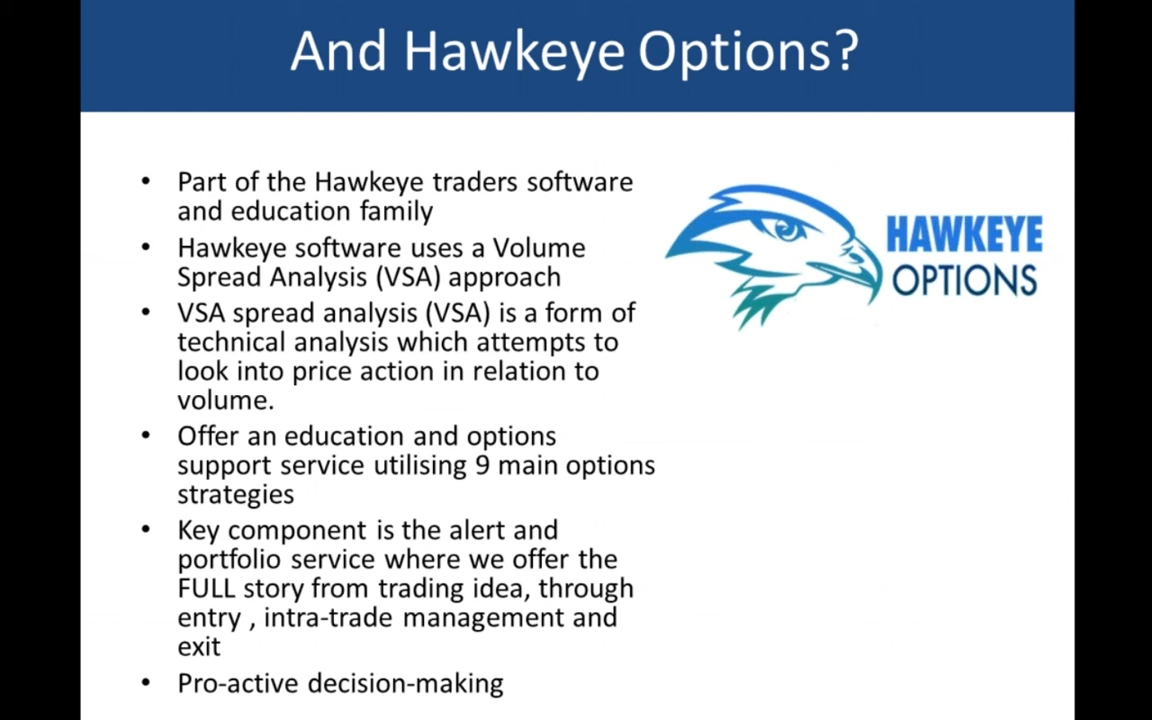 And Hawkeye Options?
• Part of the Hawkeye traders software
and education family
• Hawkeye software uses a Volume
Spread Analysis (VSA) approach
• VSA spread analysis (VSA) is a form of
technical analysis which attempts to
look into price action in relation to
volume.
• Offer an education and options
support service utilising 9 main options
strategies
• Key component is the alert and
portfolio service where we offer the
FULL story from trading idea, through
entry , intra-trade management and
exit
• Pro-active decision-making
HAWKEYE
OPTIONS